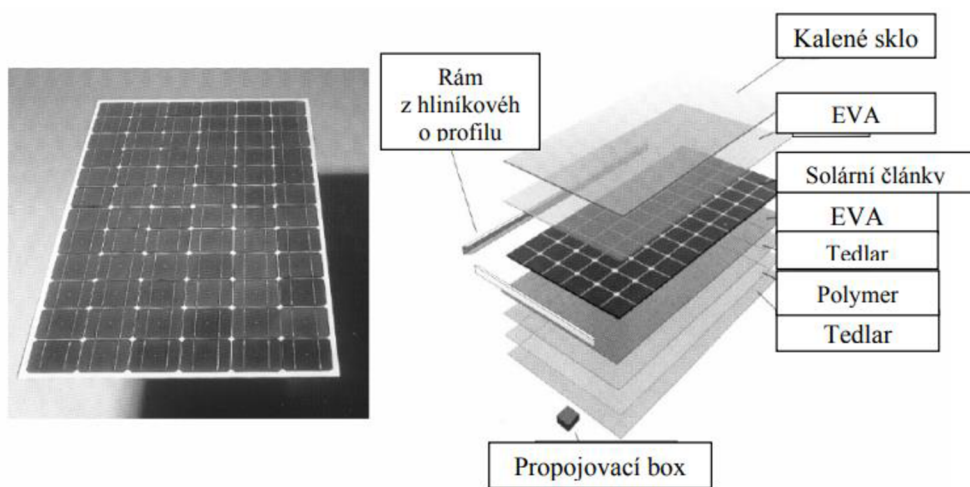 Kalené sklo
Rám
z hliníkovéh
o profilu
EVA
Solární články
EVA
Tedlar
Polymer
Tedlar
Propojovací box